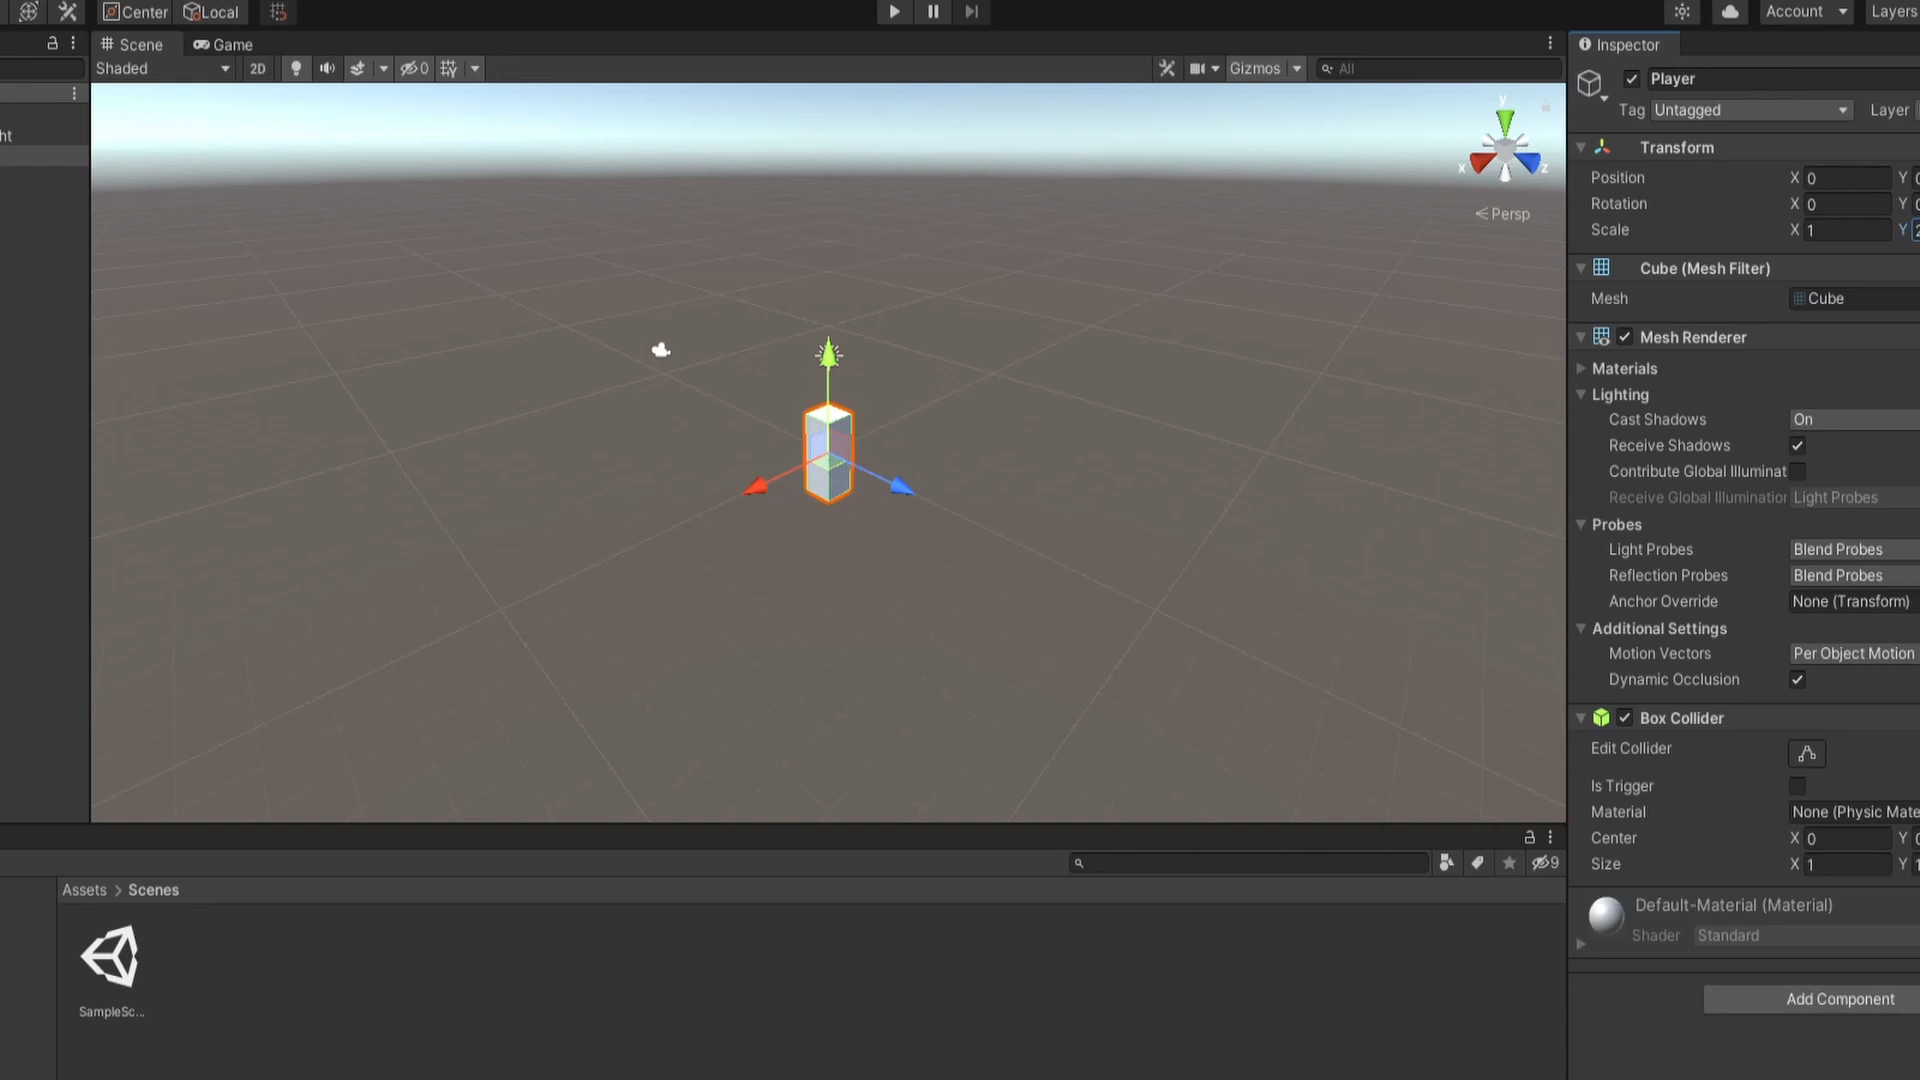 Center
Local
Account
Layers
Scene
Game
Inspector
Shaded
2D
0
Gizmos
All
Player
Tag Untagged
Layer
ht
y
x
z
Persp
Transform
Position X 0 Y
Rotation X 0 Y
Scale X 1 Y 2
Cube (Mesh Filter)
Mesh Cube
Mesh Renderer
Materials
Lighting
Cast Shadows On
Receive Shadows
Contribute Global Illuminat
Receive Global Illumination Light Probes
Probes
Light Probes Blend Probes
Reflection Probes Blend Probes
Anchor Override None (Transform)
Additional Settings
Motion Vectors Per Object Motion
Dynamic Occlusion
Box Collider
Edit Collider
Is Trigger
Material None (Physic Mate
Center X 0 Y
Size X 1 Y
Default-Material (Material)
Shader Standard
Add Component
9
Assets > Scenes
SampleSc...